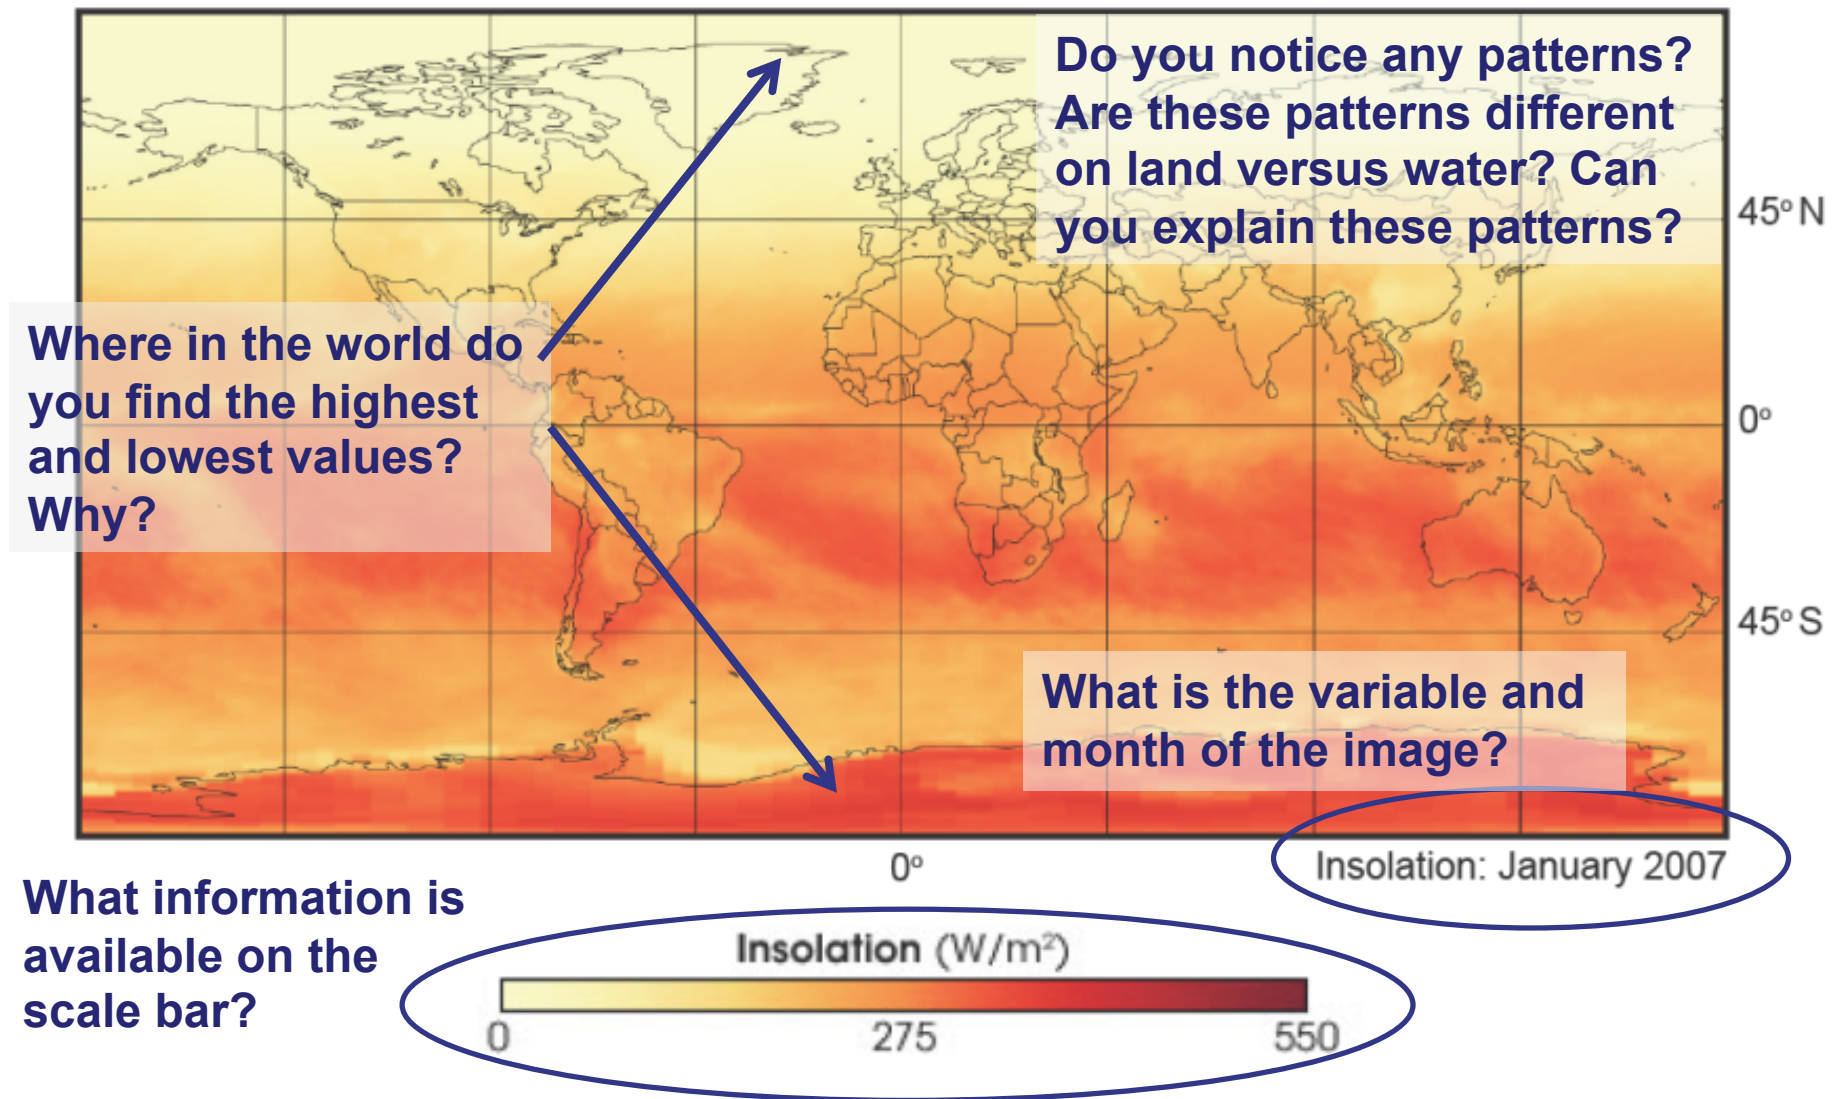 Do you notice any patterns?
Are these patterns different
on land versus water? Can
you explain these patterns?
45° N
Where in the world do
you find the highest
and lowest values?
Why?
0°
45° S
What is the variable and
month of the image?
0°
Insolation: January 2007
What information is
available on the
scale bar?
Insolation (W/m²)
0 275 550